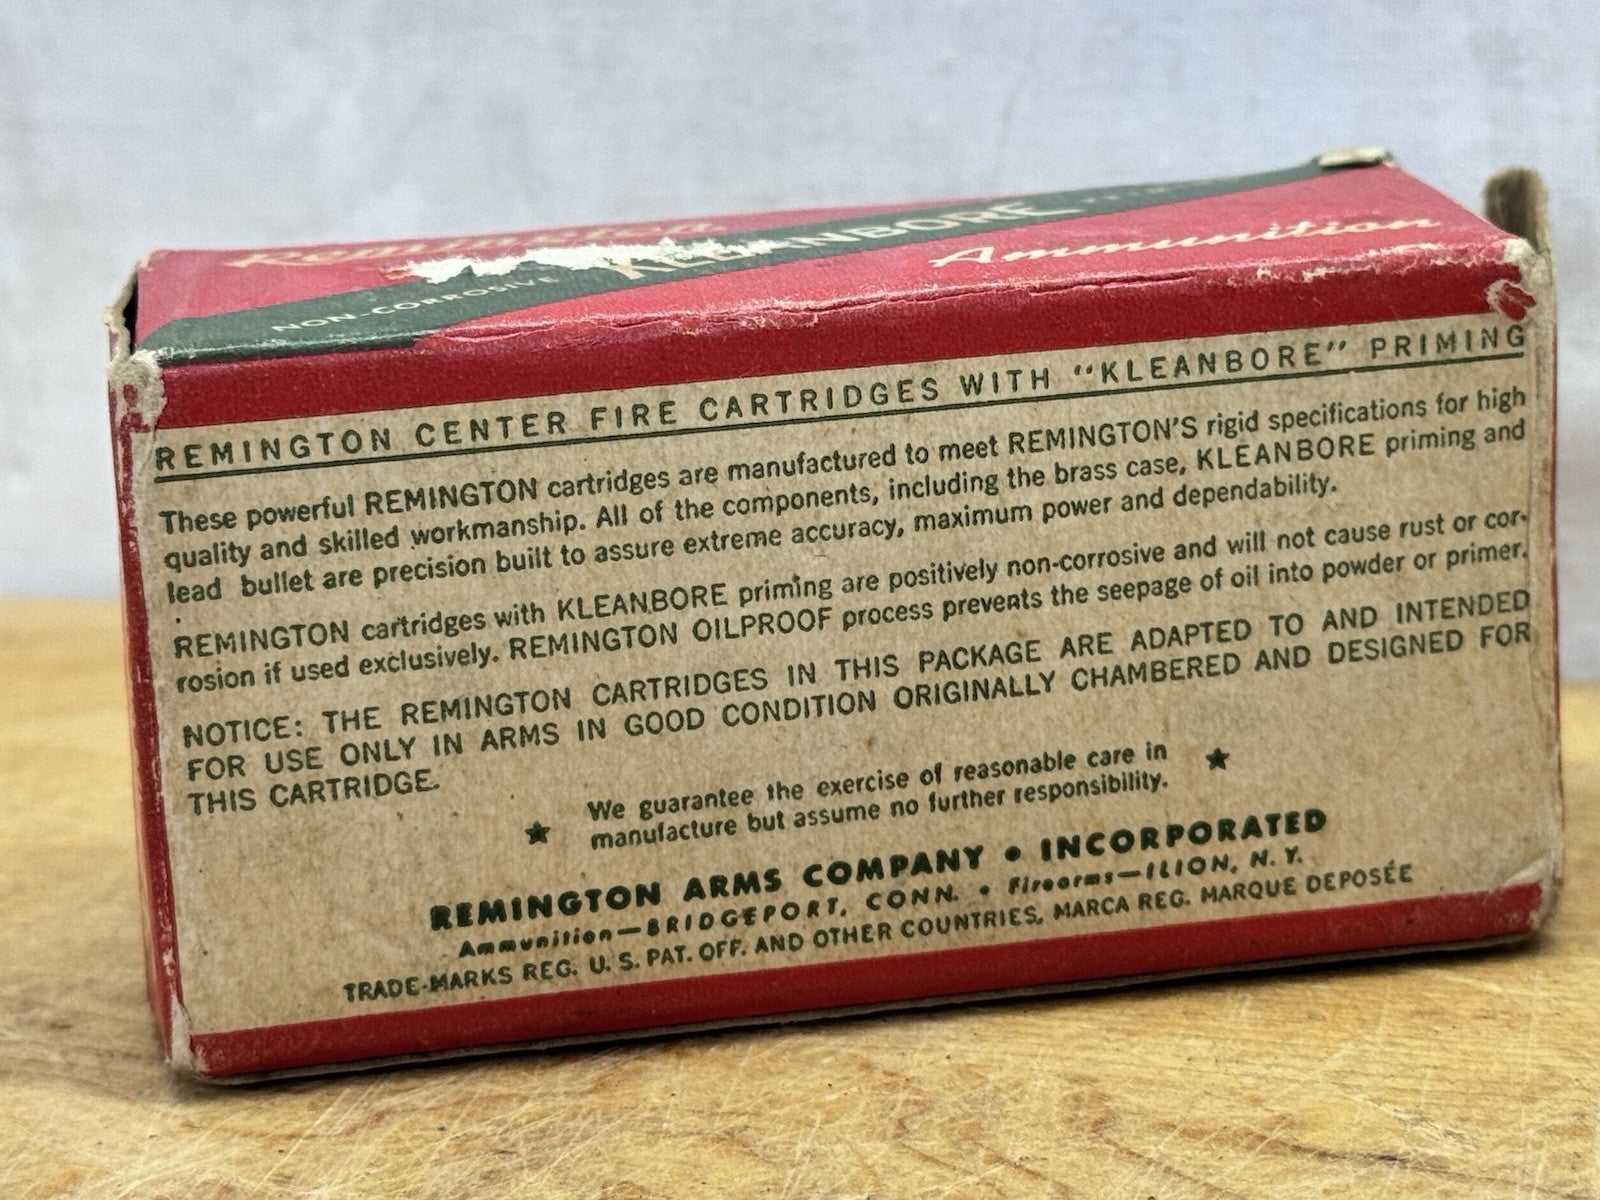 Remington
NON-CORROSIVE KLEANBORE
Ammunition
REMINGTON CENTER FIRE CARTRIDGES WITH "KLEANBORE" PRIMING
These powerful REMINGTON cartridges are manufactured to meet REMINGTON'S rigid specifications for high
quality and skilled workmanship. All of the components, including the brass case, KLEANBORE priming and
lead bullet are precision built to assure extreme accuracy, maximum power and dependability.
REMINGTON cartridges with KLEANBORE priming are positively non-corrosive and will not cause rust or cor-
rosion if used exclusively. REMINGTON OILPROOF process prevents the seepage of oil into powder or primer.
NOTICE: THE REMINGTON CARTRIDGES IN THIS PACKAGE ARE ADAPTED TO AND INTENDED
FOR USE ONLY IN ARMS IN GOOD CONDITION ORIGINALLY CHAMBERED AND DESIGNED FOR
THIS CARTRIDGE.
★ We guarantee the exercise of reasonable care in ★
manufacture but assume no further responsibility.
REMINGTON ARMS COMPANY • INCORPORATED
Ammunition—BRIDGEPORT, CONN. • Firearms—ILION, N. Y.
TRADE-MARKS REG. U. S. PAT. OFF. AND OTHER COUNTRIES, MARCA REG. MARQUE DEPOSÉE